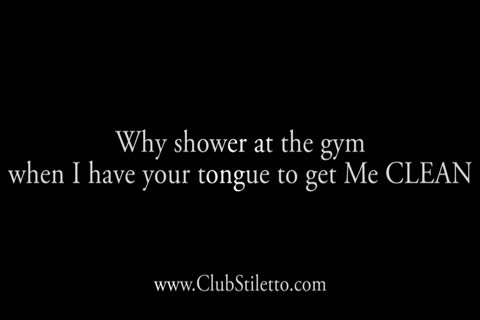 Why shower at the gym
when I have your tongue to get Me CLEAN
www.ClubStiletto.com